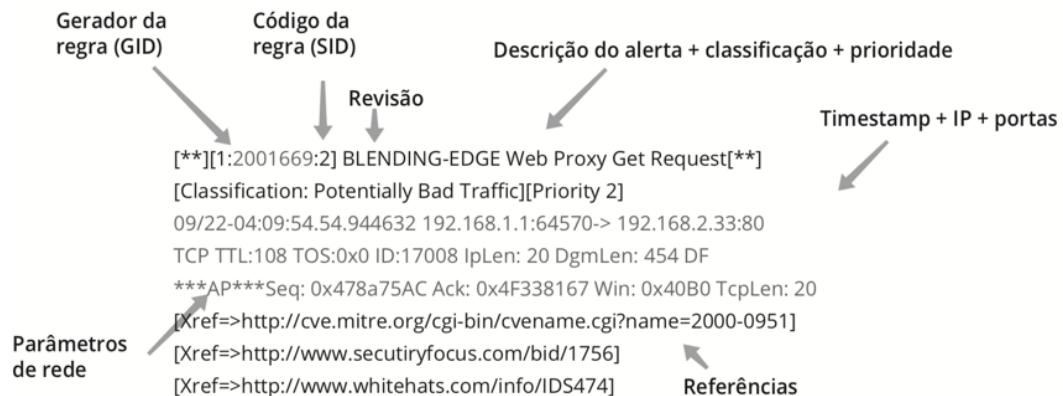 Gerador da
regra (GID)
Código da
regra (SID)
Revisão
Descrição do alerta + classificação + prioridade
Timestamp + IP + portas
[**][1:2001669:2] BLENDING-EDGE Web Proxy Get Request[**]
[Classification: Potentially Bad Traffic][Priority 2]
09/22-04:09:54.54.944632 192.168.1.1:64570-> 192.168.2.33:80
TCP TTL:108 TOS:0x0 ID:17008 IpLen: 20 DgmLen: 454 DF
***AP***Seq: 0x478a75AC Ack: 0x4F338167 Win: 0x40B0 TcpLen: 20
[Xref=>http://cve.mitre.org/cgi-bin/cvename.cgi?name=2000-0951]
[Xref=>http://www.secutiryfocus.com/bid/1756]
[Xref=>http://www.whitehats.com/info/IDS474]
Parâmetros
de rede
Referências